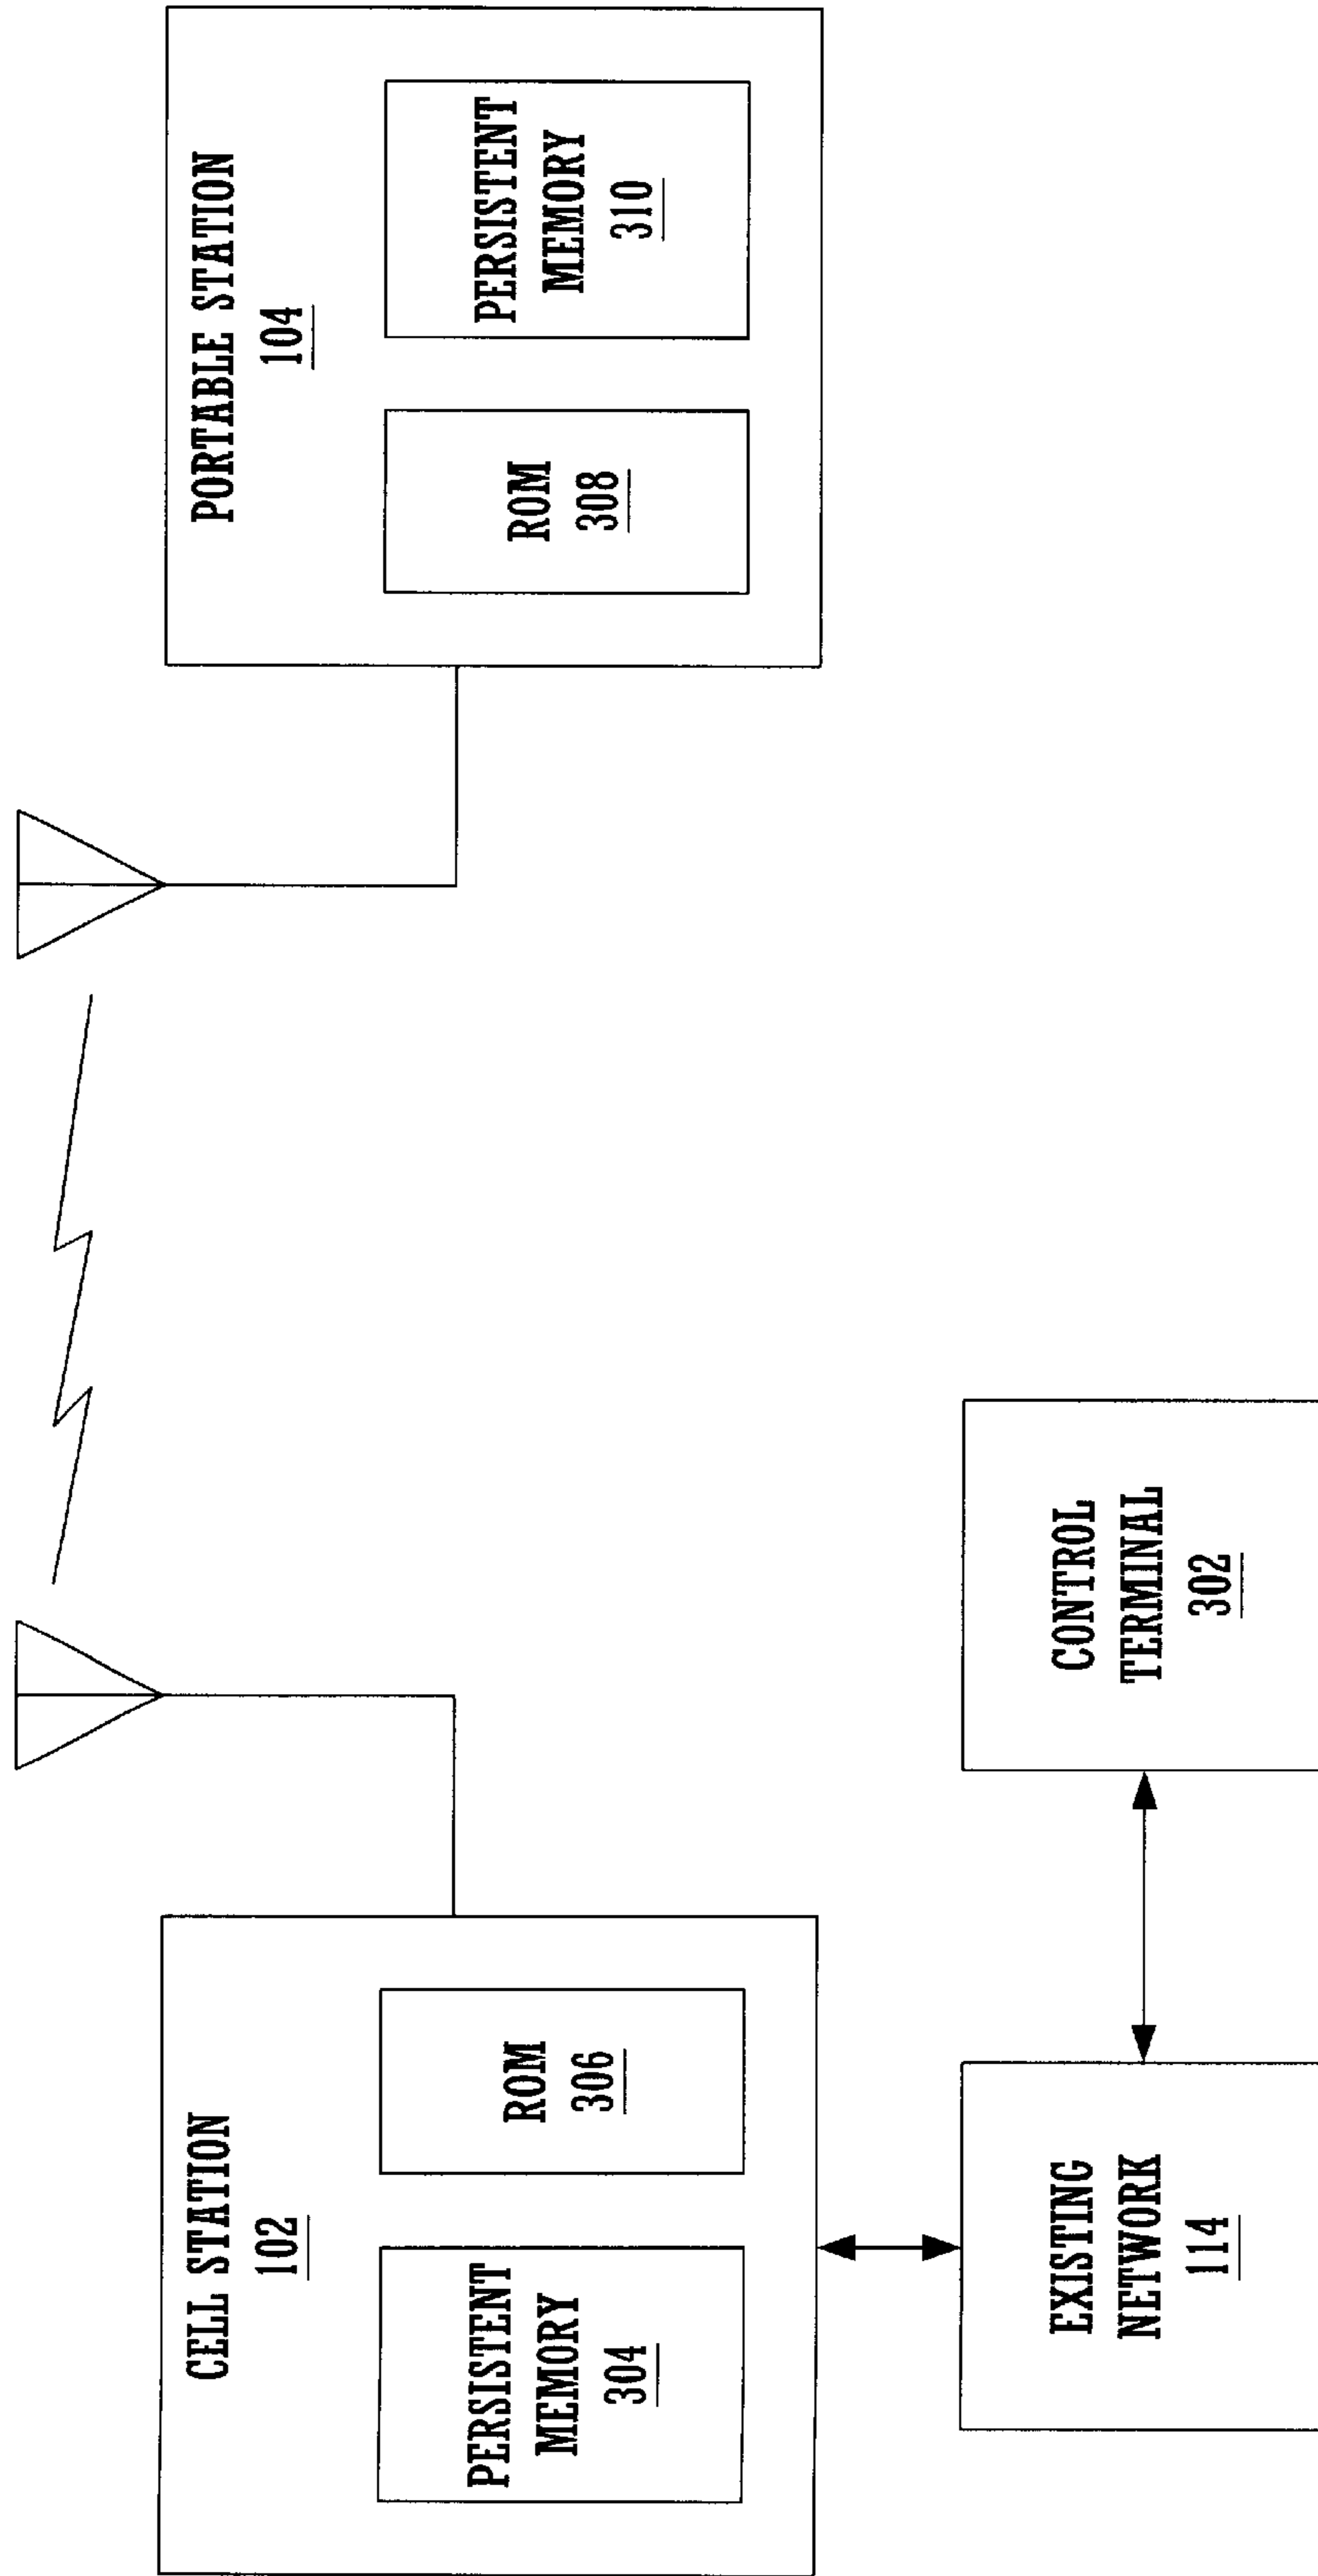 CELL STATION
102
PERSISTENT
MEMORY
304
ROM
306
PORTABLE STATION
104
ROM
308
PERSISTENT
MEMORY
310
EXISTING
NETWORK
114
CONTROL
TERMINAL
302